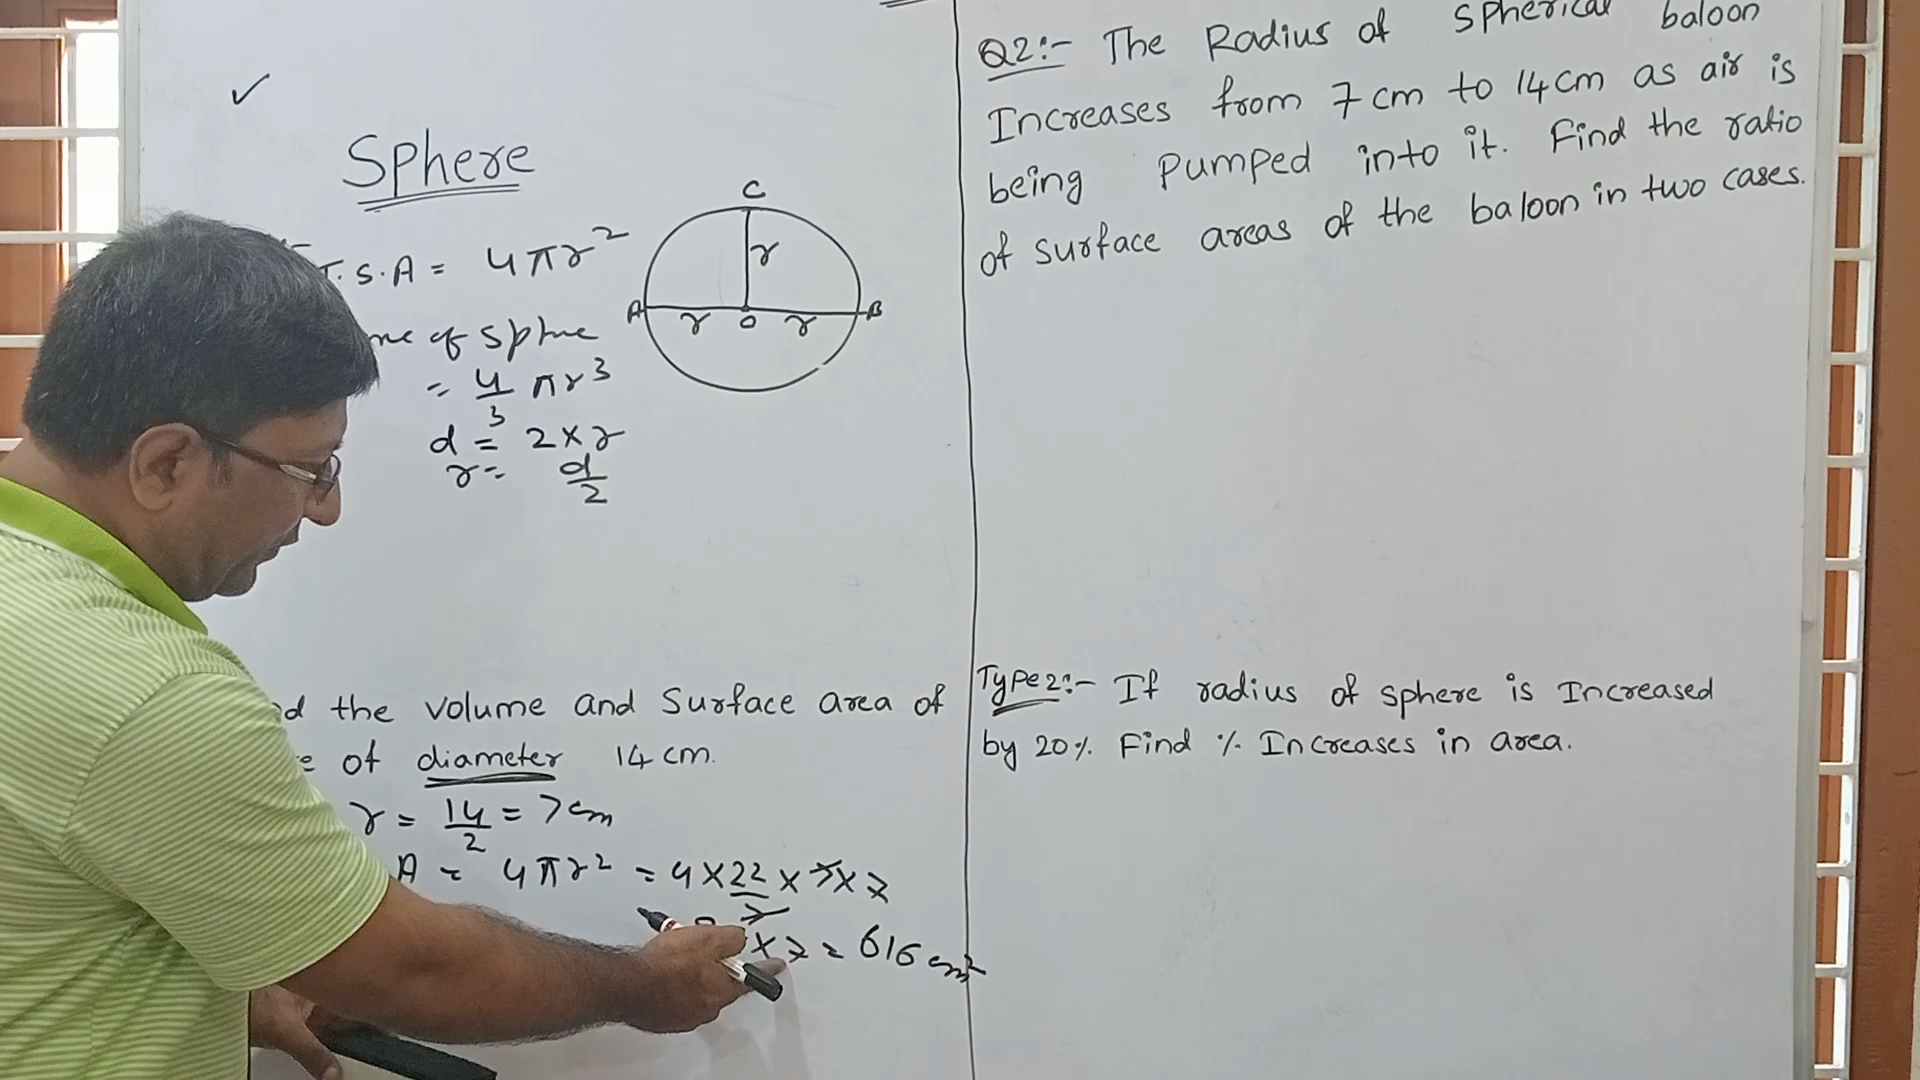 Sphere
.S.A = 4πr²
of sphre
= 4/3 πr³
d = 2×r
r = d/2
C
r
A r O r B
the volume and Surface area of
of diameter 14 cm.
r = 14/2 = 7cm
A = 4πr² = 4×22/7×7×7
×7 = 616 cm²
Q2:- The Radius of Spherical baloon
Increases from 7 cm to 14 cm as air is
being Pumped into it. Find the ratio
of surface areas of the baloon in two cases.
Type2:- If radius of sphere is Increased
by 20% Find % Increases in area.